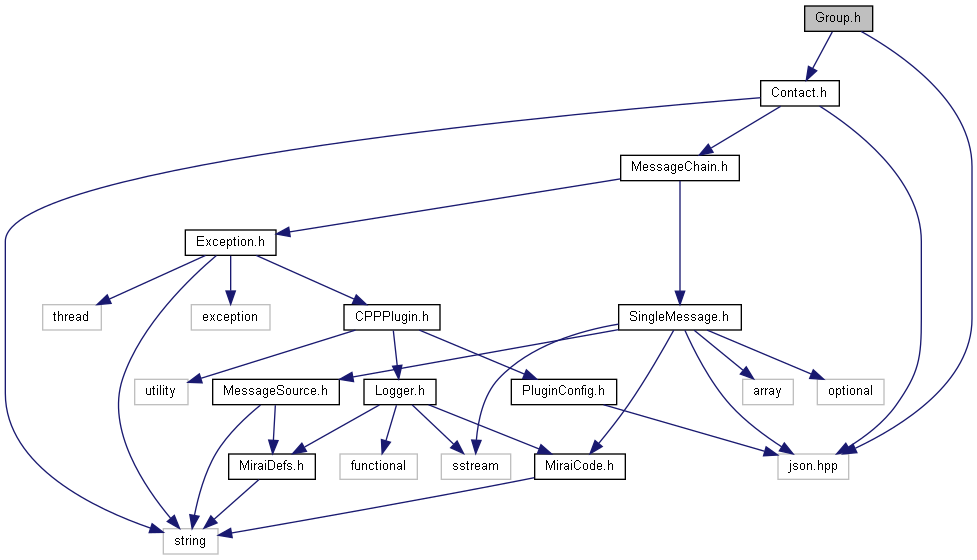 Group.h
Contact.h
MessageChain.h
Exception.h
thread
exception
CPPPlugin.h
SingleMessage.h
utility
MessageSource.h
Logger.h
PluginConfig.h
array
optional
MiraiDefs.h
functional
sstream
MiraiCode.h
json.hpp
string